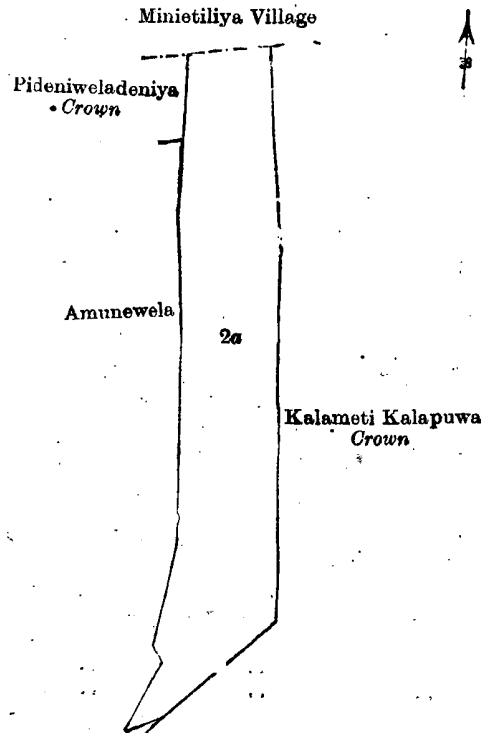 Minietiliya Village
Pideniweladeniya
Crown
Amunewela
2a
Kalameti Kalapuwa
Crown